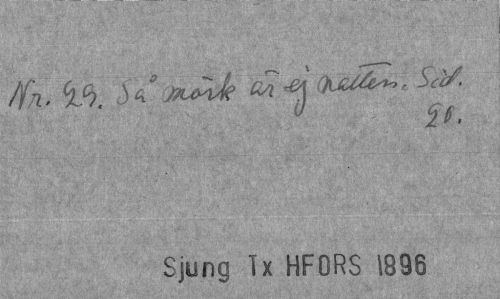 Nr. 29. Så mörk är ej natten. Sid.
20.
Sjung Tx HFORS 1896